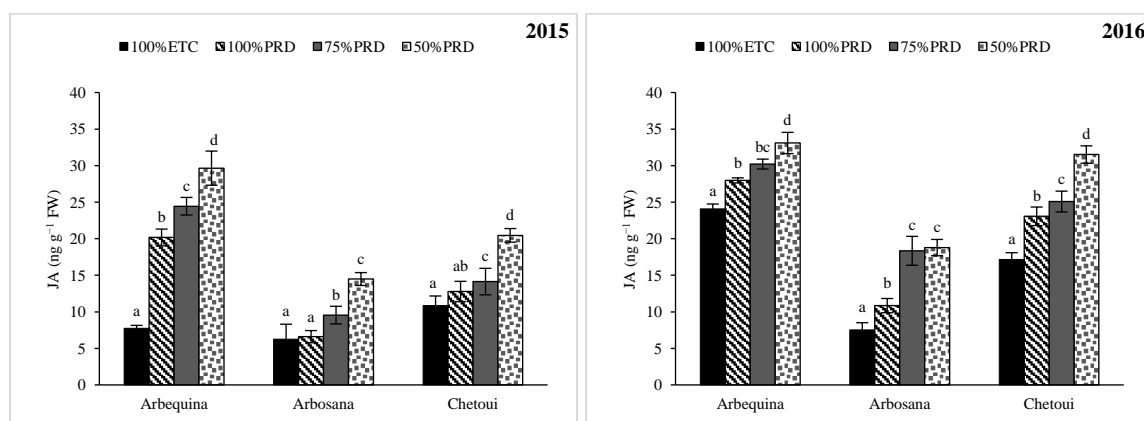 2015
100%ETC 100%PRD 75%PRD 50%PRD
JA (ng g⁻¹ FW)
40
35
30
25
20
15
10
5
0
a b c d
a a b c
a ab c d
Arbequina Arbosana Chetoui
2016
100%ETC 100%PRD 75%PRD 50%PRD
JA (ng g⁻¹ FW)
40
35
30
25
20
15
10
5
0
a b bc d
a b c c
a b c d
Arbequina Arbosana Chetoui